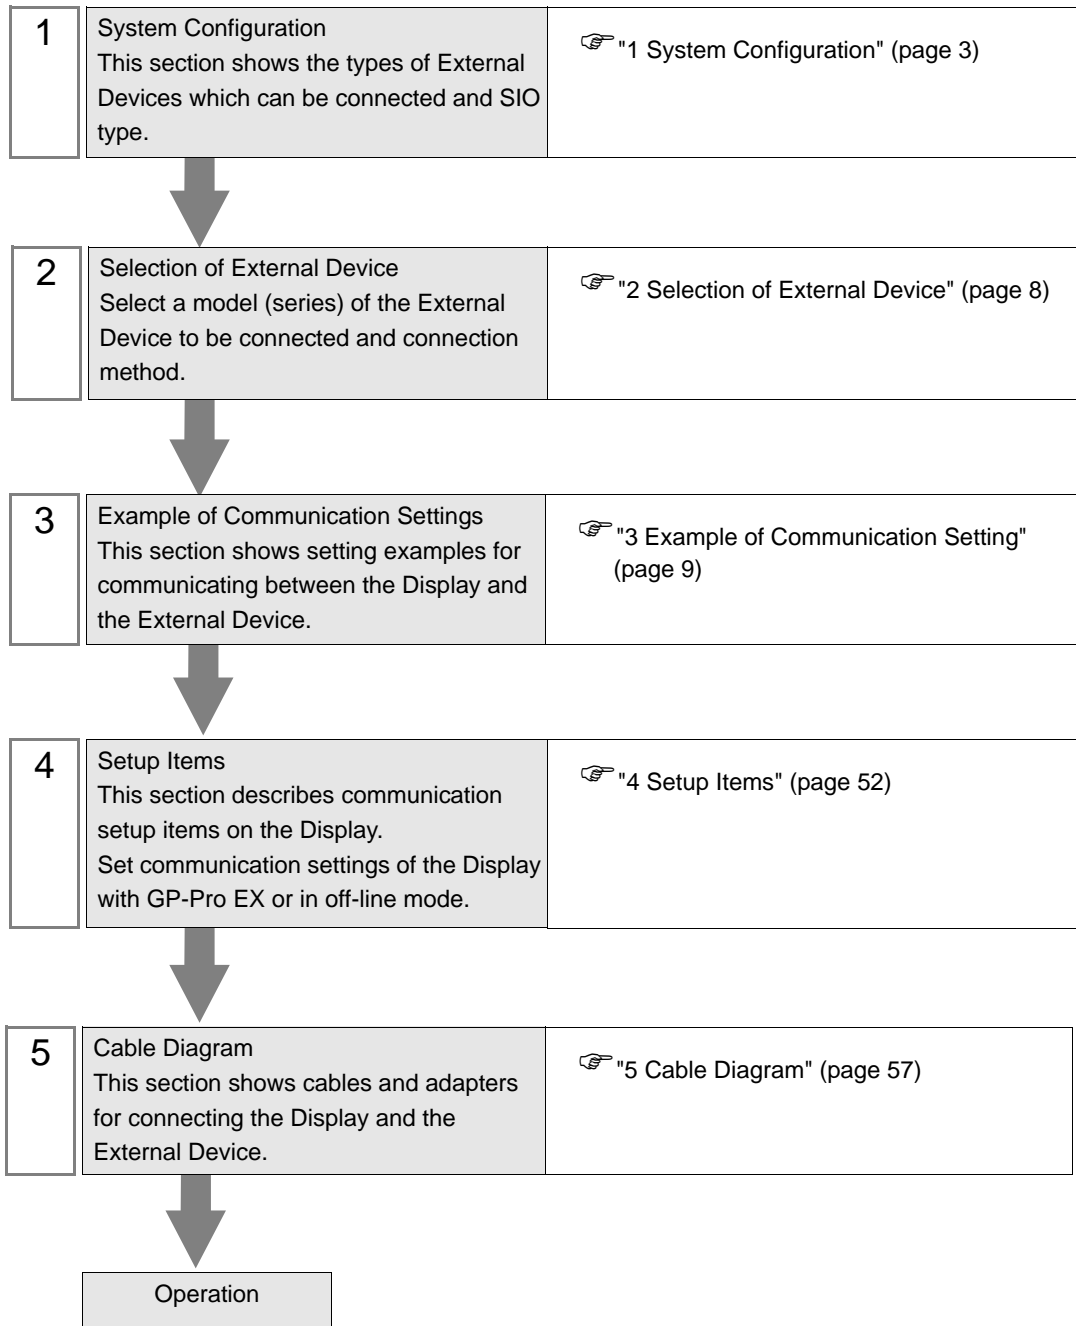 1
System Configuration
This section shows the types of External
Devices which can be connected and SIO
type.
"1 System Configuration" (page 3)
2
Selection of External Device
Select a model (series) of the External
Device to be connected and connection
method.
"2 Selection of External Device" (page 8)
3
Example of Communication Settings
This section shows setting examples for
communicating between the Display and
the External Device.
"3 Example of Communication Setting"
(page 9)
4
Setup Items
This section describes communication
setup items on the Display.
Set communication settings of the Display
with GP-Pro EX or in off-line mode.
"4 Setup Items" (page 52)
5
Cable Diagram
This section shows cables and adapters
for connecting the Display and the
External Device.
"5 Cable Diagram" (page 57)
Operation